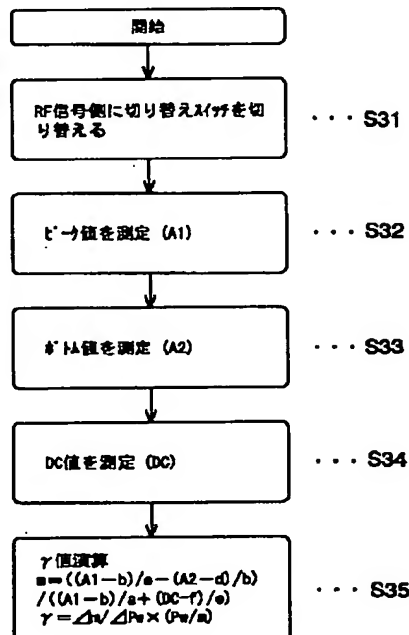 開始
RF信号側に切り替えスイッチを切
り替える
・・・ S31
ピーク値を測定 (A1)
・・・ S32
ボトム値を測定 (A2)
・・・ S33
DC値を測定 (DC)
・・・ S34
γ値演算
m=((A1-b)/a-(A2-d)/b)
/((A1-b)/a+(DC-f)/e)
γ=⊿m/⊿Pw×(Pw/m)
・・・ S35